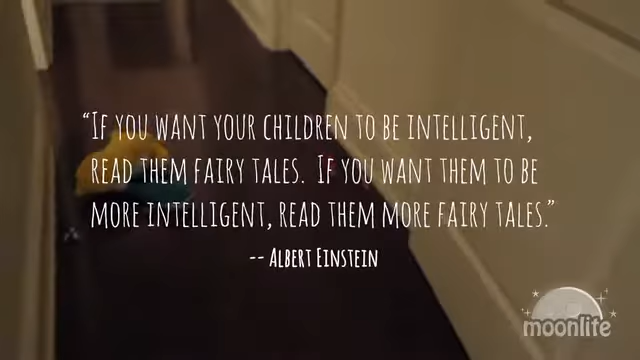 “If you want your children to be intelligent,
read them fairy tales.  If you want them to be
more intelligent, read them more fairy tales.”
-- Albert Einstein
moonlite